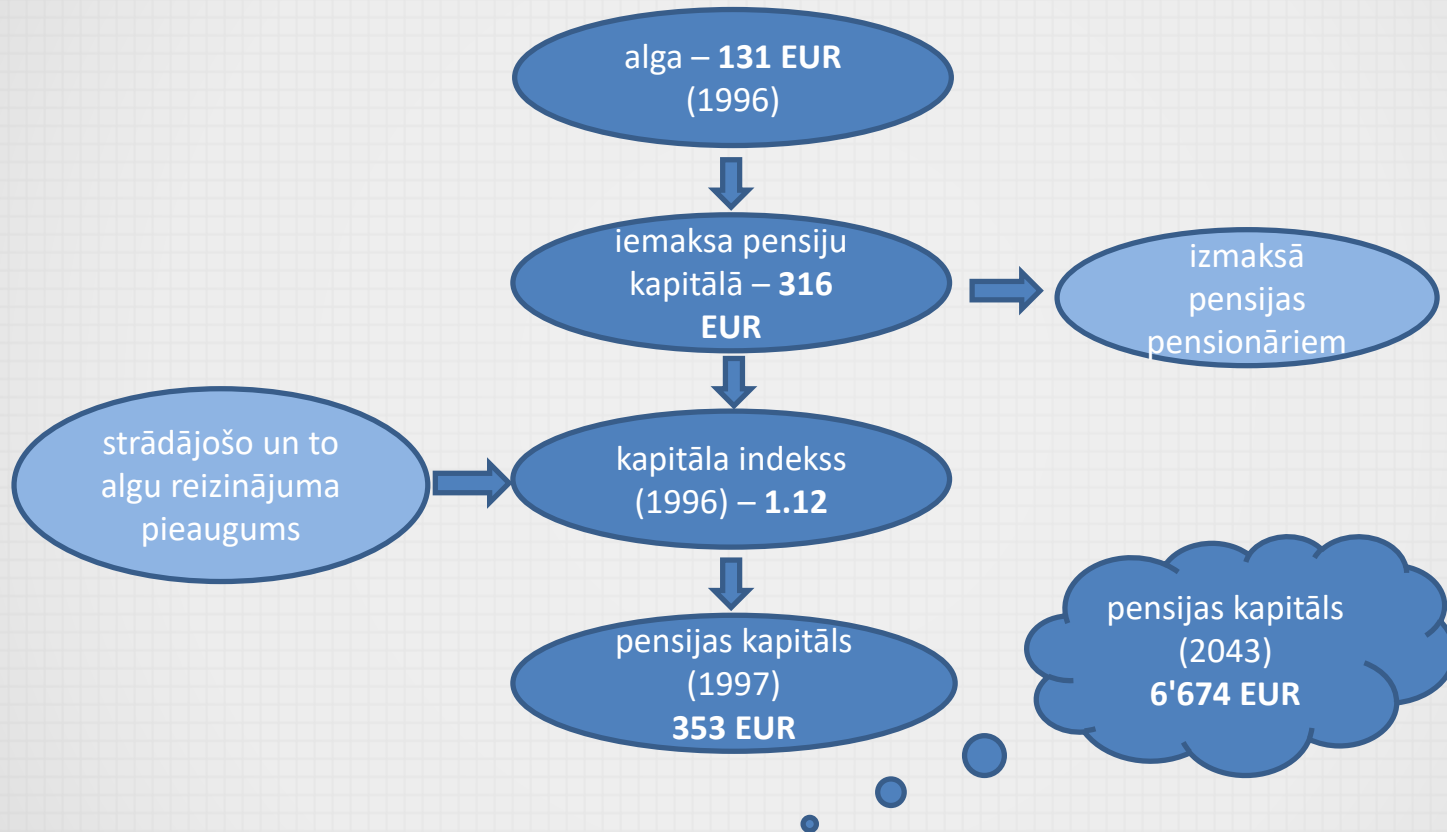 alga – 131 EUR
(1996)
iemaksa pensiju
kapitālā – 316
EUR
izmaksā
pensijas
pensionāriem
strādājošo un to
algu reizinājuma
pieaugums
kapitāla indekss
(1996) – 1.12
pensijas kapitāls
(1997)
353 EUR
pensijas kapitāls
(2043)
6'674 EUR